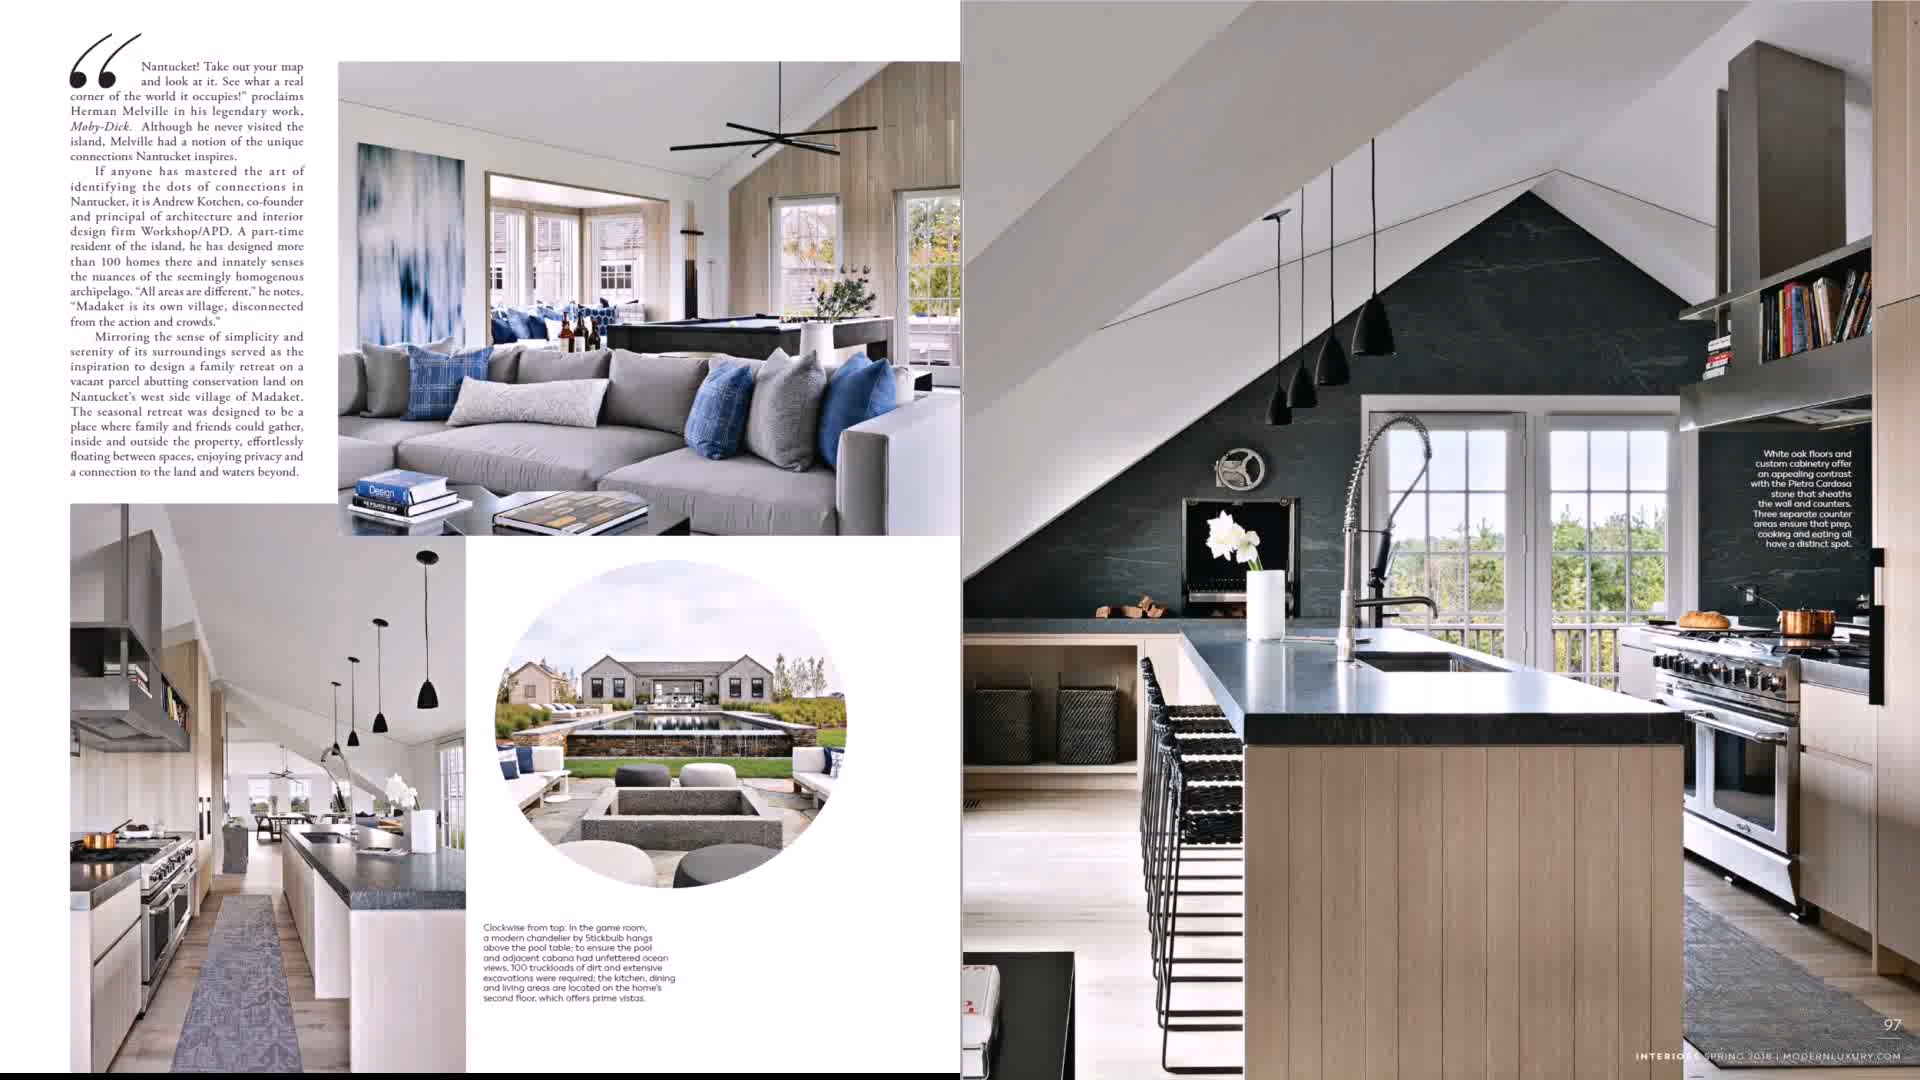 “ Nantucket! Take out your map
and look at it. See what a real
corner of the world it occupies!” proclaims
Herman Melville in his legendary work,
Moby-Dick. Although he never visited the
island, Melville had a notion of the unique
connections Nantucket inspires.
If anyone has mastered the art of
identifying the dots of connections in
Nantucket, it is Andrew Kotchen, co-founder
and principal of architecture and interior
design firm Workshop/APD. A part-time
resident of the island, he has designed more
than 100 homes there and innately senses
the nuances of the seemingly homogenous
archipelago. “All areas are different,” he notes.
“Madaket is its own village, disconnected
from the action and crowds.”
Mirroring the sense of simplicity and
serenity of its surroundings served as the
inspiration to design a family retreat on a
vacant parcel abutting conservation land on
Nantucket’s west side village of Madaket.
The seasonal retreat was designed to be a
place where family and friends could gather,
inside and outside the property, effortlessly
floating between spaces, enjoying privacy and
a connection to the land and waters beyond.
Design
Clockwise from top: In the game room,
a modern chandelier by Stickbulb hangs
above the pool table; to ensure the pool
and adjacent cabana had unfettered ocean
views, 100 truckloads of dirt and extensive
excavations were required; the kitchen, dining
and living areas are located on the home’s
second floor, which offers prime vistas.
White oak floors and
custom cabinetry offer
an appealing contrast
with the Pietra Cardosa
stone that sheaths
the wall and counters.
Three separate counter
areas ensure that prep,
cooking and eating all
have a distinct spot.
97
INTERIORS SPRING 2018 | MODERNLUXURY.COM